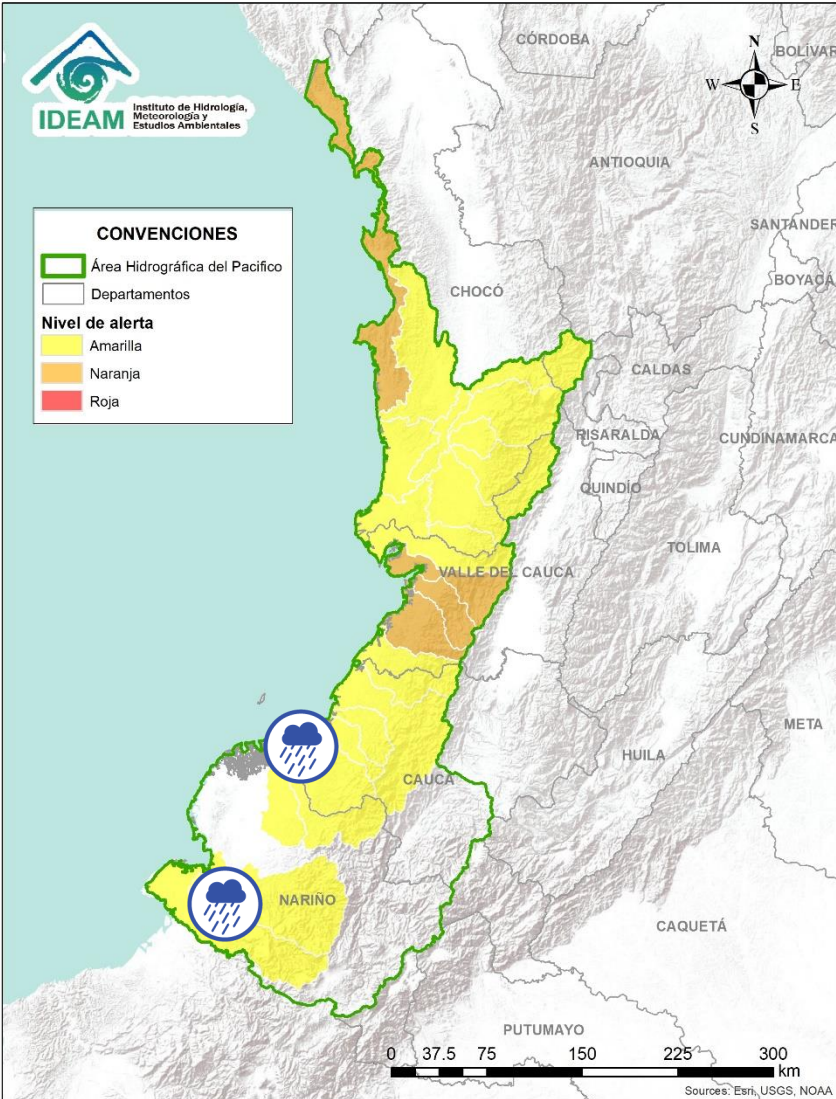 IDEAM
Instituto de Hidrología,
Meteorología y
Estudios Ambientales
CÓRDOBA
BOLÍVAR
N
W
E
S
ANTIOQUIA
SANTANDER
BOYACÁ
CONVENCIONES
Área Hidrográfica del Pacifico
Departamentos
Nivel de alerta
Amarilla
Naranja
Roja
CHOCÓ
CALDAS
RISARALDA
CUNDINAMARCA
QUINDÍO
TOLIMA
VALLE DEL CAUCA
META
HUILA
CAUCA
NARIÑO
CAQUETÁ
PUTUMAYO
0 37.5 75 150 225 300
km
Sources: Esri, USGS, NOAA